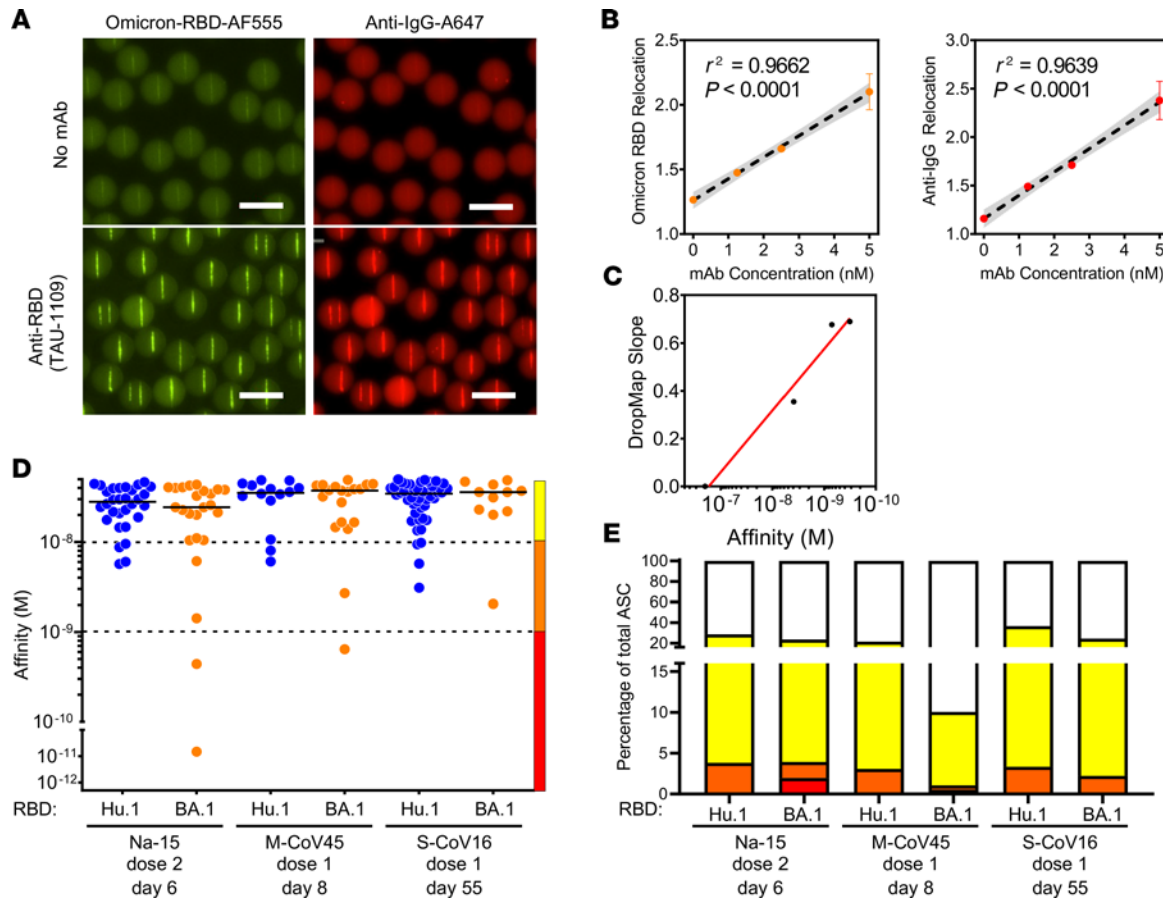 A
Omicron-RBD-AF555
Anti-IgG-A647
No mAb
Anti-RBD
(TAU-1109)
B
2.5
2.0
1.5
1.0
Omicron RBD Relocation
r² = 0.9662
P < 0.0001
0 1 2 3 4 5
mAb Concentration (nM)
3.0
2.5
2.0
1.5
1.0
Anti-IgG Relocation
r² = 0.9639
P < 0.0001
0 1 2 3 4 5
mAb Concentration (nM)
C
0.8
0.6
0.4
0.2
0.0
DropMap Slope
10⁻⁷ 10⁻⁸ 10⁻⁹ 10⁻¹⁰
Affinity (M)
D
Affinity (M)
10⁻⁸
10⁻⁹
10⁻¹⁰
10⁻¹¹
10⁻¹²
RBD: Hu.1 BA.1 Hu.1 BA.1 Hu.1 BA.1
Na-15 M-CoV45 S-CoV16
dose 2 dose 1 dose 1
day 6 day 8 day 55
E
Percentage of total ASC
100
80
60
40
20
15
10
5
0
RBD: Hu.1 BA.1 Hu.1 BA.1 Hu.1 BA.1
Na-15 M-CoV45 S-CoV16
dose 2 dose 1 dose 1
day 6 day 8 day 55